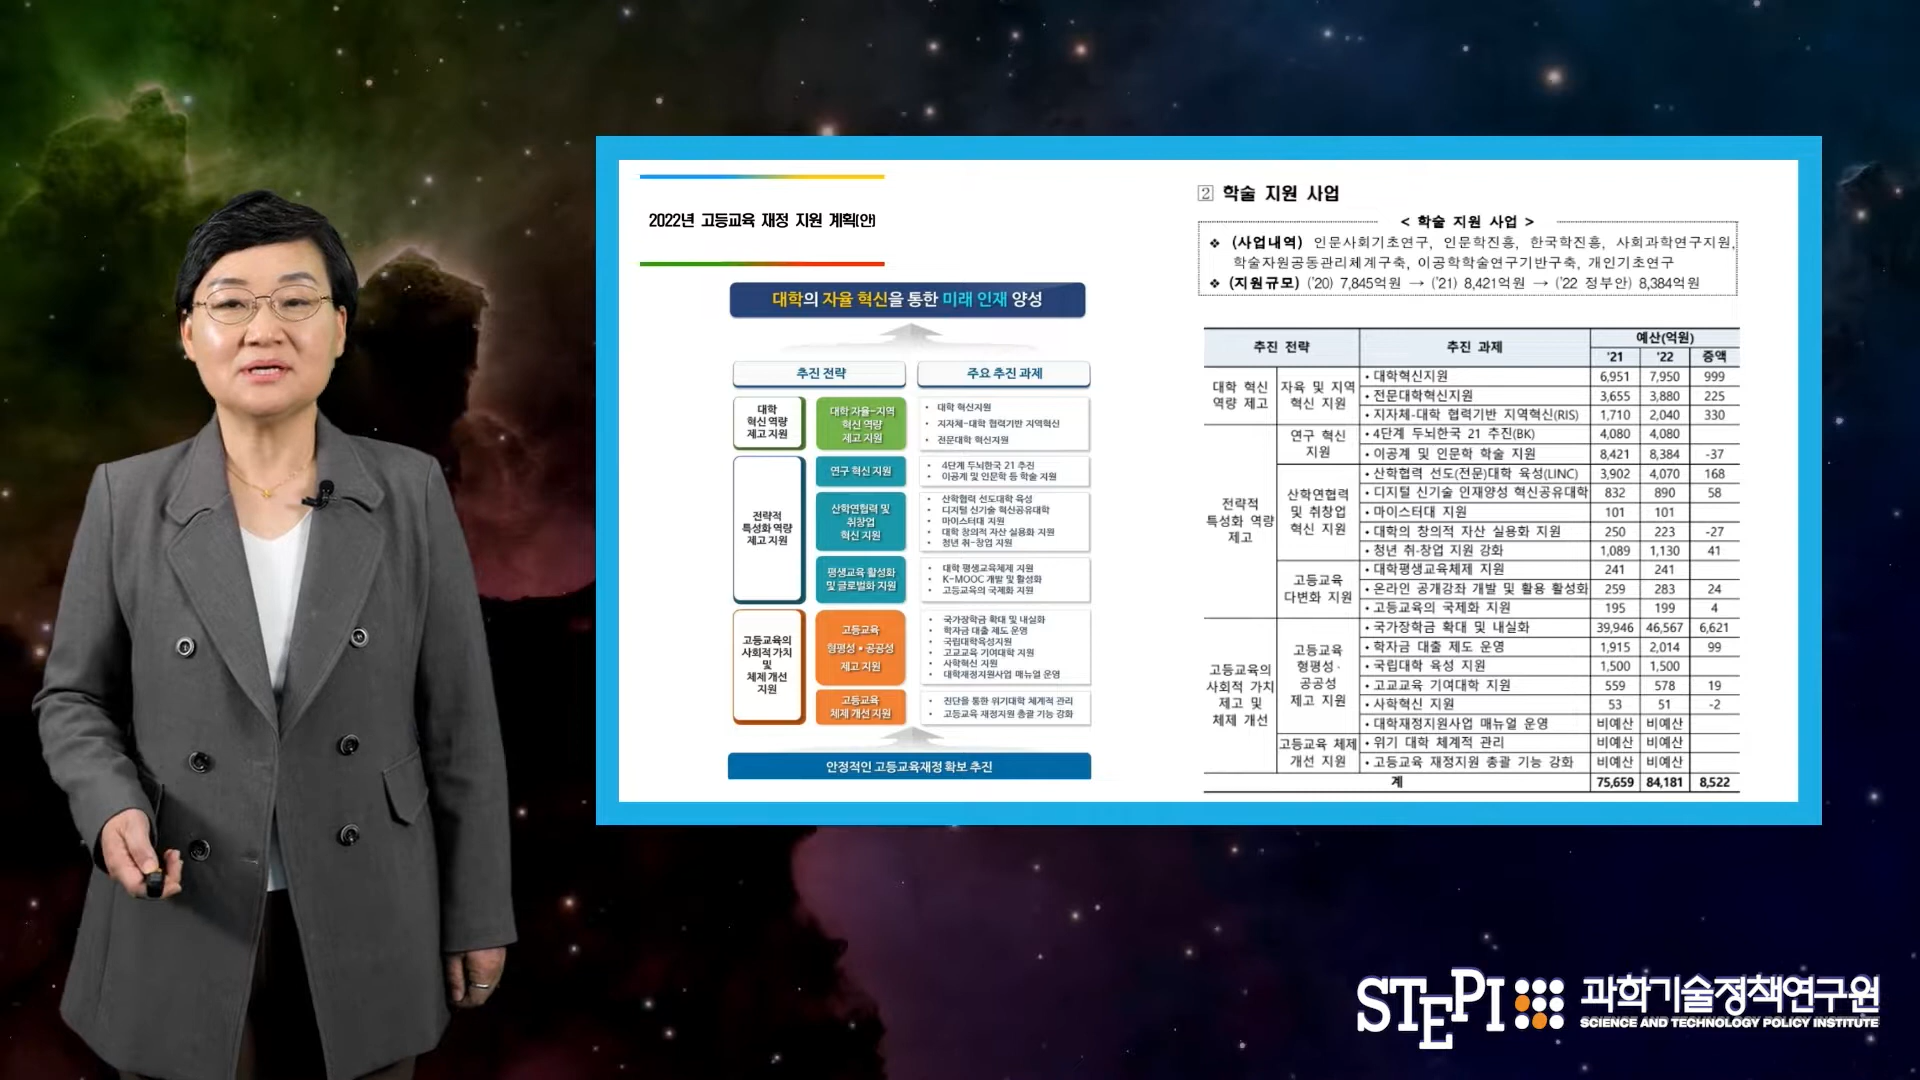 2022년 고등교육 재정 지원 계획(안)
대학의 자율 혁신을 통한 미래 인재 양성
추진 전략
주요 추진 과제
대학
혁신 역량
제고 지원
대학 자율-지역
혁신 역량
제고 지원
• 대학 혁신지원
• 지자체-대학 협력기반 지역혁신
• 전문대학 혁신지원
전략적
특성화 역량
제고 지원
연구 혁신 지원
• 4단계 두뇌한국 21 추진
• 이공계 및 인문학 등 학술 지원
산학연협력 및
취창업
혁신 지원
• 산학협력 선도대학 육성
• 디지털 신기술 혁신공유대학
• 마이스터대 지원
• 대학 창의적 자산 실용화 지원
• 청년 취-창업 지원
평생교육 활성화
및 글로벌화 지원
• 대학 평생교육체제 지원
• K-MOOC 개발 및 활성화
• 고등교육의 국제화 지원
고등교육의
사회적 가치
및
체제 개선
지원
고등교육
형평성•공공성
제고 지원
• 국가장학금 확대 및 내실화
• 학자금 대출 제도 운영
• 국립대학육성지원
• 고교교육 기여대학 지원
• 사학혁신 지원
• 대학재정지원사업 매뉴얼 운영
고등교육
체제 개선 지원
• 진단을 통한 위기대학 체계적 관리
• 고등교육 재정지원 총괄 기능 강화
안정적인 고등교육재정 확보 추진
2 학술 지원 사업
< 학술 지원 사업 >
❖ (사업내역) 인문사회기초연구, 인문학진흥, 한국학진흥, 사회과학연구지원,
학술자원공동관리체계구축, 이공학학술연구기반구축, 개인기초연구
❖ (지원규모) ('20) 7,845억원 → ('21) 8,421억원 → ('22 정부안) 8,384억원
추진 전략 추진 과제 예산(억원)
'21 '22 증액
대학 혁신
역량 제고
자율 및 지역
혁신 지원
• 대학혁신지원 6,951 7,950 999
• 전문대학혁신지원 3,655 3,880 225
• 지자체-대학 협력기반 지역혁신(RIS) 1,710 2,040 330
전략적
특성화 역량
제고
연구 혁신
지원
• 4단계 두뇌한국 21 추진(BK) 4,080 4,080
• 이공계 및 인문학 학술 지원 8,421 8,384 -37
산학연협력
및 취창업
혁신 지원
• 산학협력 선도(전문)대학 육성(LINC) 3,902 4,070 168
• 디지털 신기술 인재양성 혁신공유대학 832 890 58
• 마이스터대 지원 101 101
• 대학의 창의적 자산 실용화 지원 250 223 -27
• 청년 취·창업 지원 강화 1,089 1,130 41
고등교육
다변화 지원
• 대학평생교육체제 지원 241 241
• 온라인 공개강좌 개발 및 활용 활성화 259 283 24
• 고등교육의 국제화 지원 195 199 4
고등교육의
사회적 가치
제고 및
체제 개선
고등교육
형평성·
공공성
제고 지원
• 국가장학금 확대 및 내실화 39,946 46,567 6,621
• 학자금 대출 제도 운영 1,915 2,014 99
• 국립대학 육성 지원 1,500 1,500
• 고교교육 기여대학 지원 559 578 19
• 사학혁신 지원 53 51 -2
• 대학재정지원사업 매뉴얼 운영 비예산 비예산
고등교육 체제
개선 지원
• 위기 대학 체계적 관리 비예산 비예산
• 고등교육 재정지원 총괄 기능 강화 비예산 비예산
계 75,659 84,181 8,522
STEPI 과학기술정책연구원
SCIENCE AND TECHNOLOGY POLICY INSTITUTE